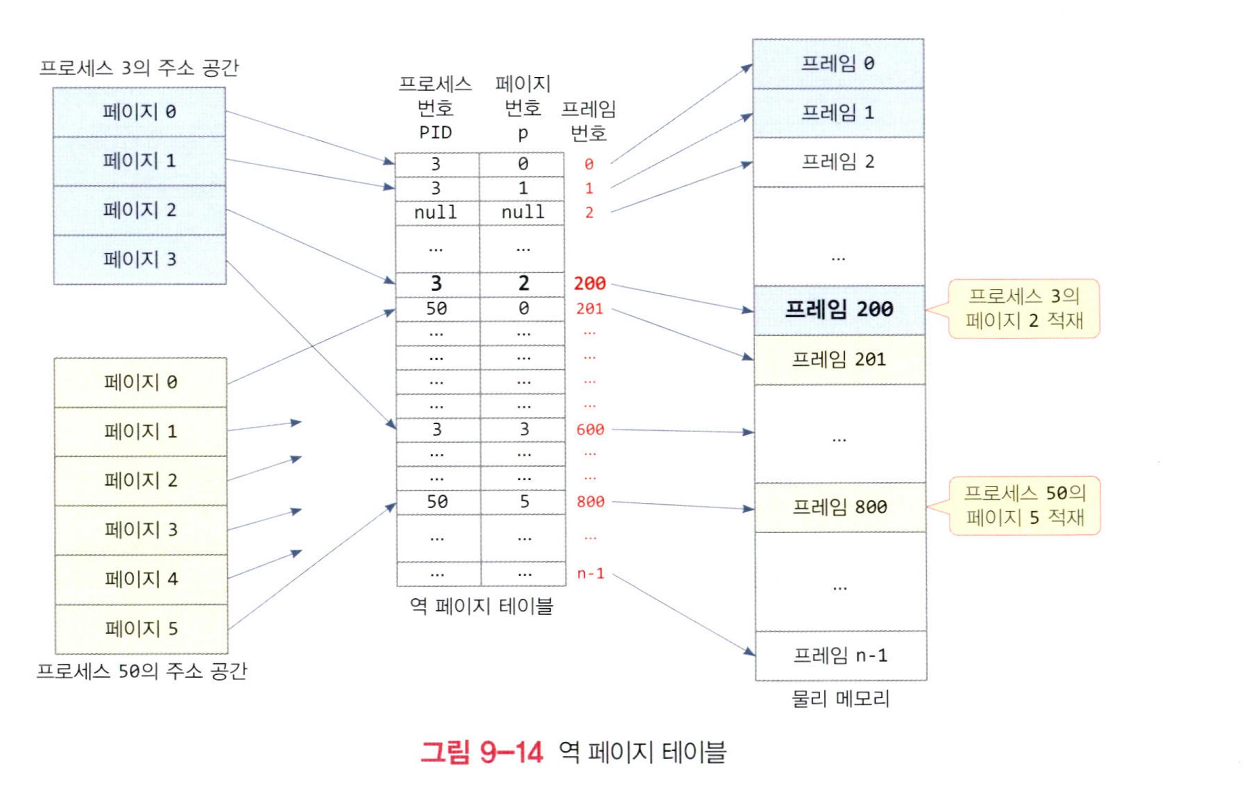 프로세스 3의 주소 공간
페이지 0
페이지 1
페이지 2
페이지 3
페이지 0
페이지 1
페이지 2
페이지 3
페이지 4
페이지 5
프로세스 50의 주소 공간
프로세스 페이지
번호 번호 프레임
PID p 번호
3 0 0
3 1 1
null null 2
... ...
3 2 200
50 0 201
... ... ...
... ... ...
... ... ...
... ... ...
3 3 600
... ... ...
... ... ...
50 5 800
... ... ...
... ... n-1
역 페이지 테이블
프레임 0
프레임 1
프레임 2
...
프레임 200
프레임 201
...
프레임 800
...
프레임 n-1
물리 메모리
프로세스 3의
페이지 2 적재
프로세스 50의
페이지 5 적재
그림 9-14 역 페이지 테이블